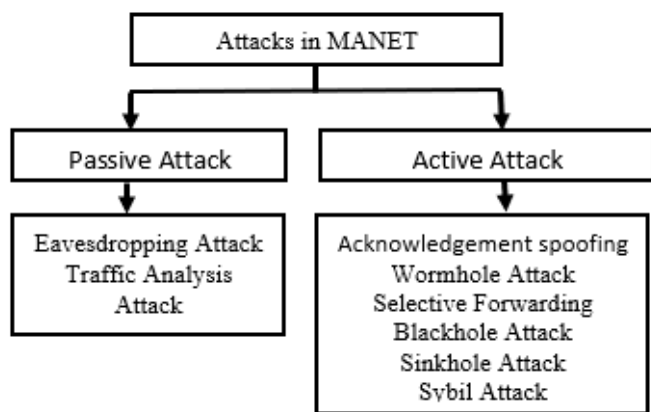 Attacks in MANET
Passive Attack
Active Attack
Eavesdropping Attack
Traffic Analysis
Attack
Acknowledgement spoofing
Wormhole Attack
Selective Forwarding
Blackhole Attack
Sinkhole Attack
Sybil Attack